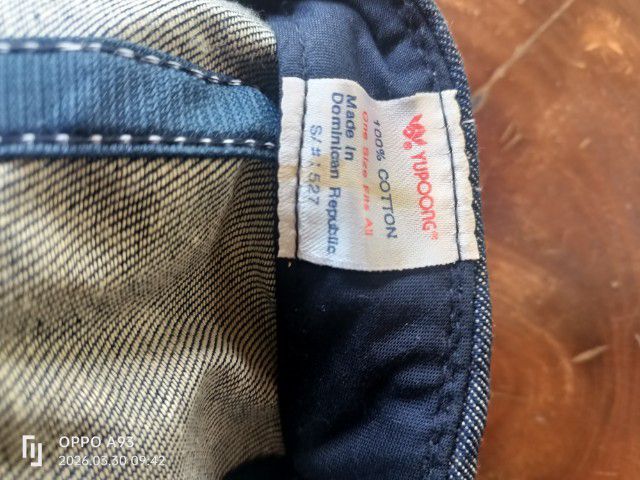 YUPOONG®
100% COTTON
One Size Fits All
Made In
Dominican Republic
S/#: 527
OPPO A93
2026.03.30 09:42